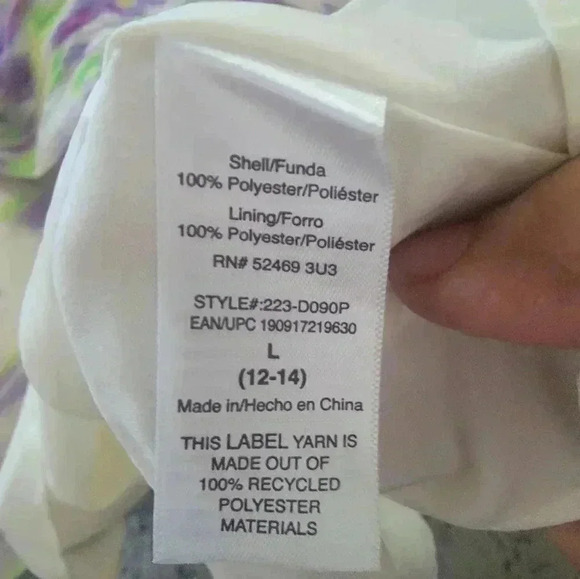 Shell/Funda
100% Polyester/Poliéster
Lining/Forro
100% Polyester/Poliéster
RN# 52469 3U3
STYLE#:223-D090P
EAN/UPC 190917219630
L
(12-14)
Made in/Hecho en China
THIS LABEL YARN IS
MADE OUT OF
100% RECYCLED
POLYESTER
MATERIALS